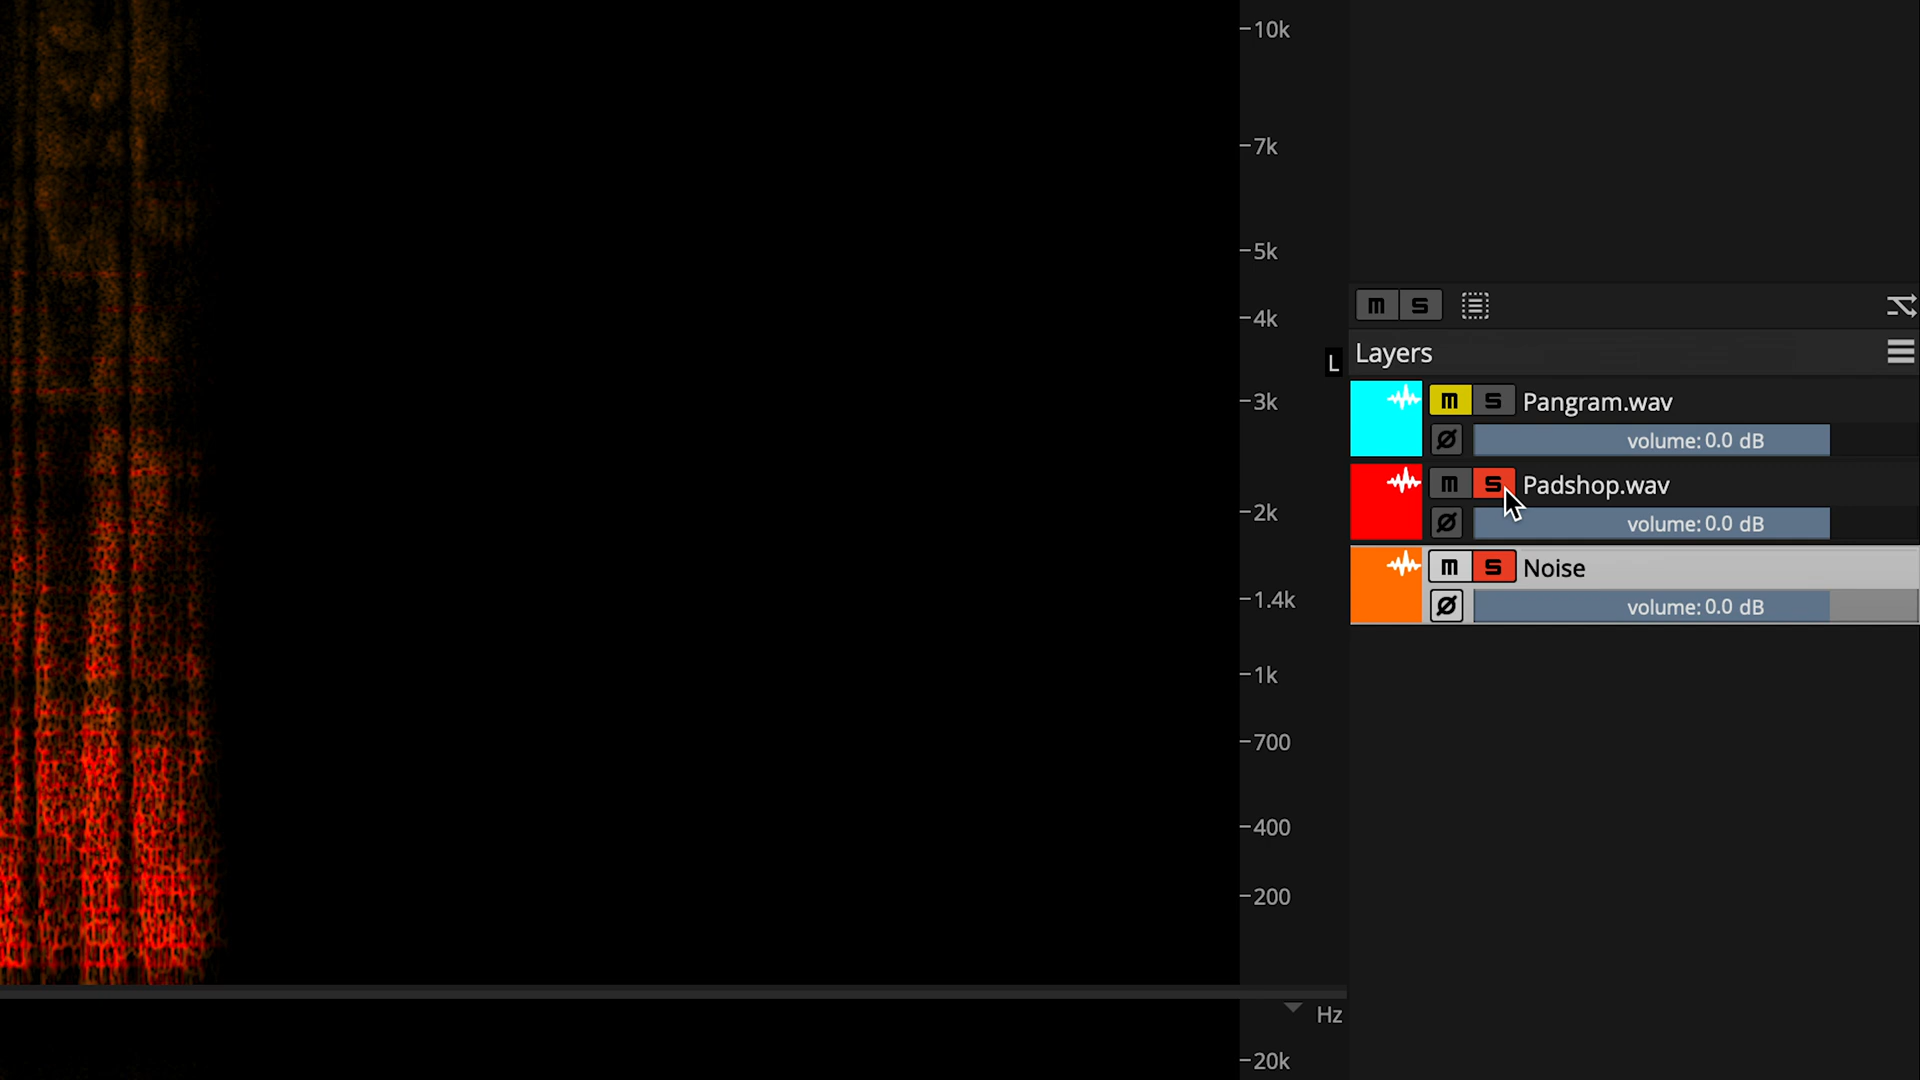 10k
7k
5k
4k
3k
2k
1.4k
1k
700
400
200
Hz
20k
L
m S
Layers
m S Pangram.wav
Ø volume: 0.0 dB
m S Padshop.wav
Ø volume: 0.0 dB
m S Noise
Ø volume: 0.0 dB